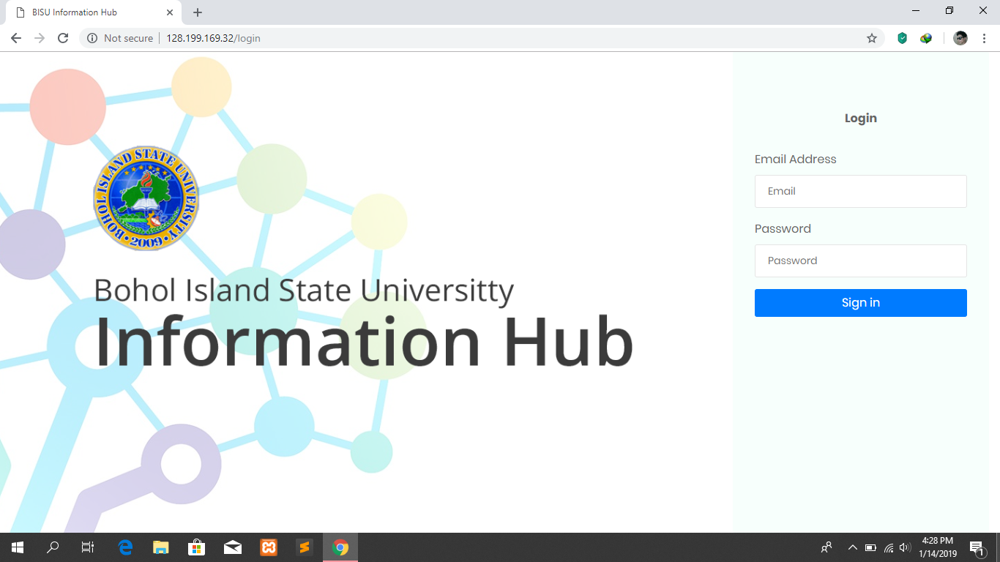 BISU Information Hub
Not secure
128.199.169.32/login
BOHOL ISLAND STATE UNIVERSITY
2009
Bohol Island State Universitty
Information Hub
Login
Email Address
Email
Password
Password
Sign in
4:28 PM
1/14/2019
1